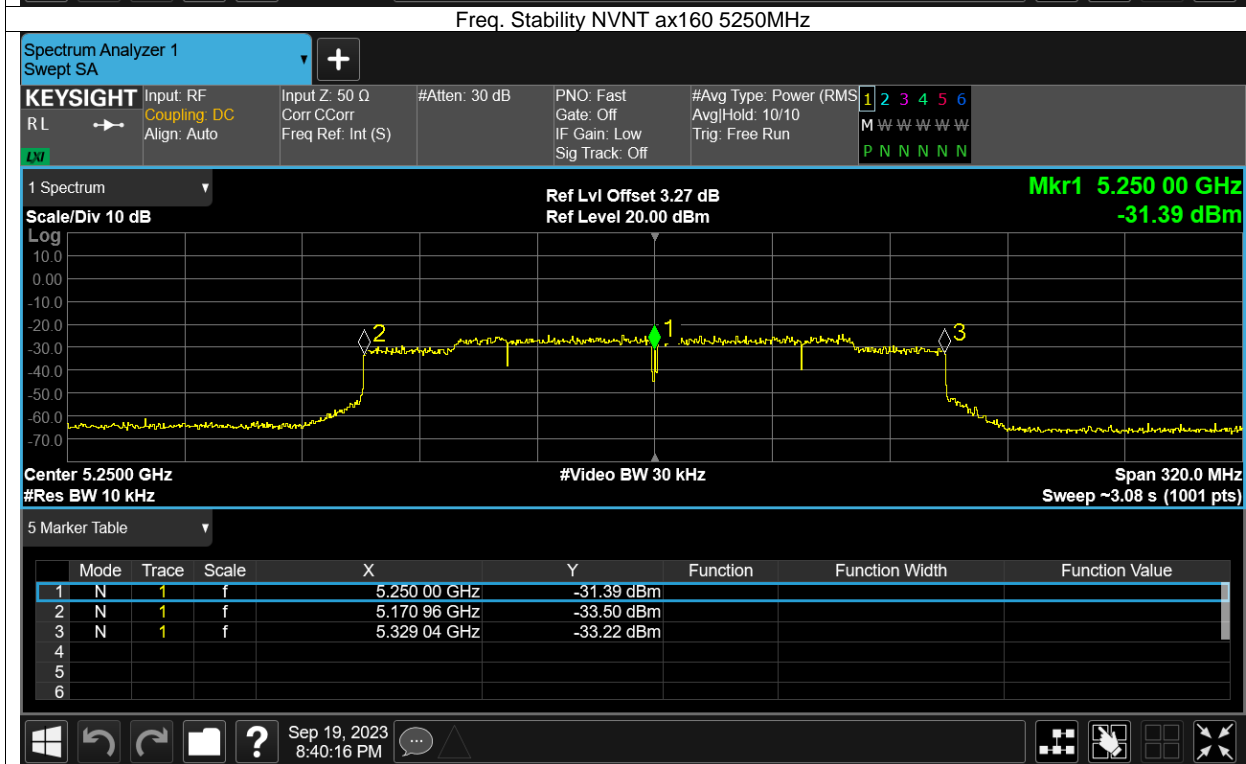 Freq. Stability NVNT ax160 5250MHz
Spectrum Analyzer 1
Swept SA
+
KEYSIGHT
RL
LXI
Input: RF
Coupling: DC
Align: Auto
Input Z: 50 Ω
Corr CCorr
Freq Ref: Int (S)
#Atten: 30 dB
PNO: Fast
Gate: Off
IF Gain: Low
Sig Track: Off
#Avg Type: Power (RMS
Avg|Hold: 10/10
Trig: Free Run
1 2 3 4 5 6
M W W W W W
P N N N N N
1 Spectrum
Scale/Div 10 dB
Ref Lvl Offset 3.27 dB
Ref Level 20.00 dBm
Mkr1 5.250 00 GHz
-31.39 dBm
Log
10.0
0.00
-10.0
-20.0
-30.0
-40.0
-50.0
-60.0
-70.0
2
1
3
Center 5.2500 GHz
#Video BW 30 kHz
Span 320.0 MHz
#Res BW 10 kHz
Sweep ~3.08 s (1001 pts)
5 Marker Table
Mode Trace Scale X Y Function Function Width Function Value
1 N 1 f 5.250 00 GHz -31.39 dBm
2 N 1 f 5.170 96 GHz -33.50 dBm
3 N 1 f 5.329 04 GHz -33.22 dBm
4
5
6
?
Sep 19, 2023
8:40:16 PM